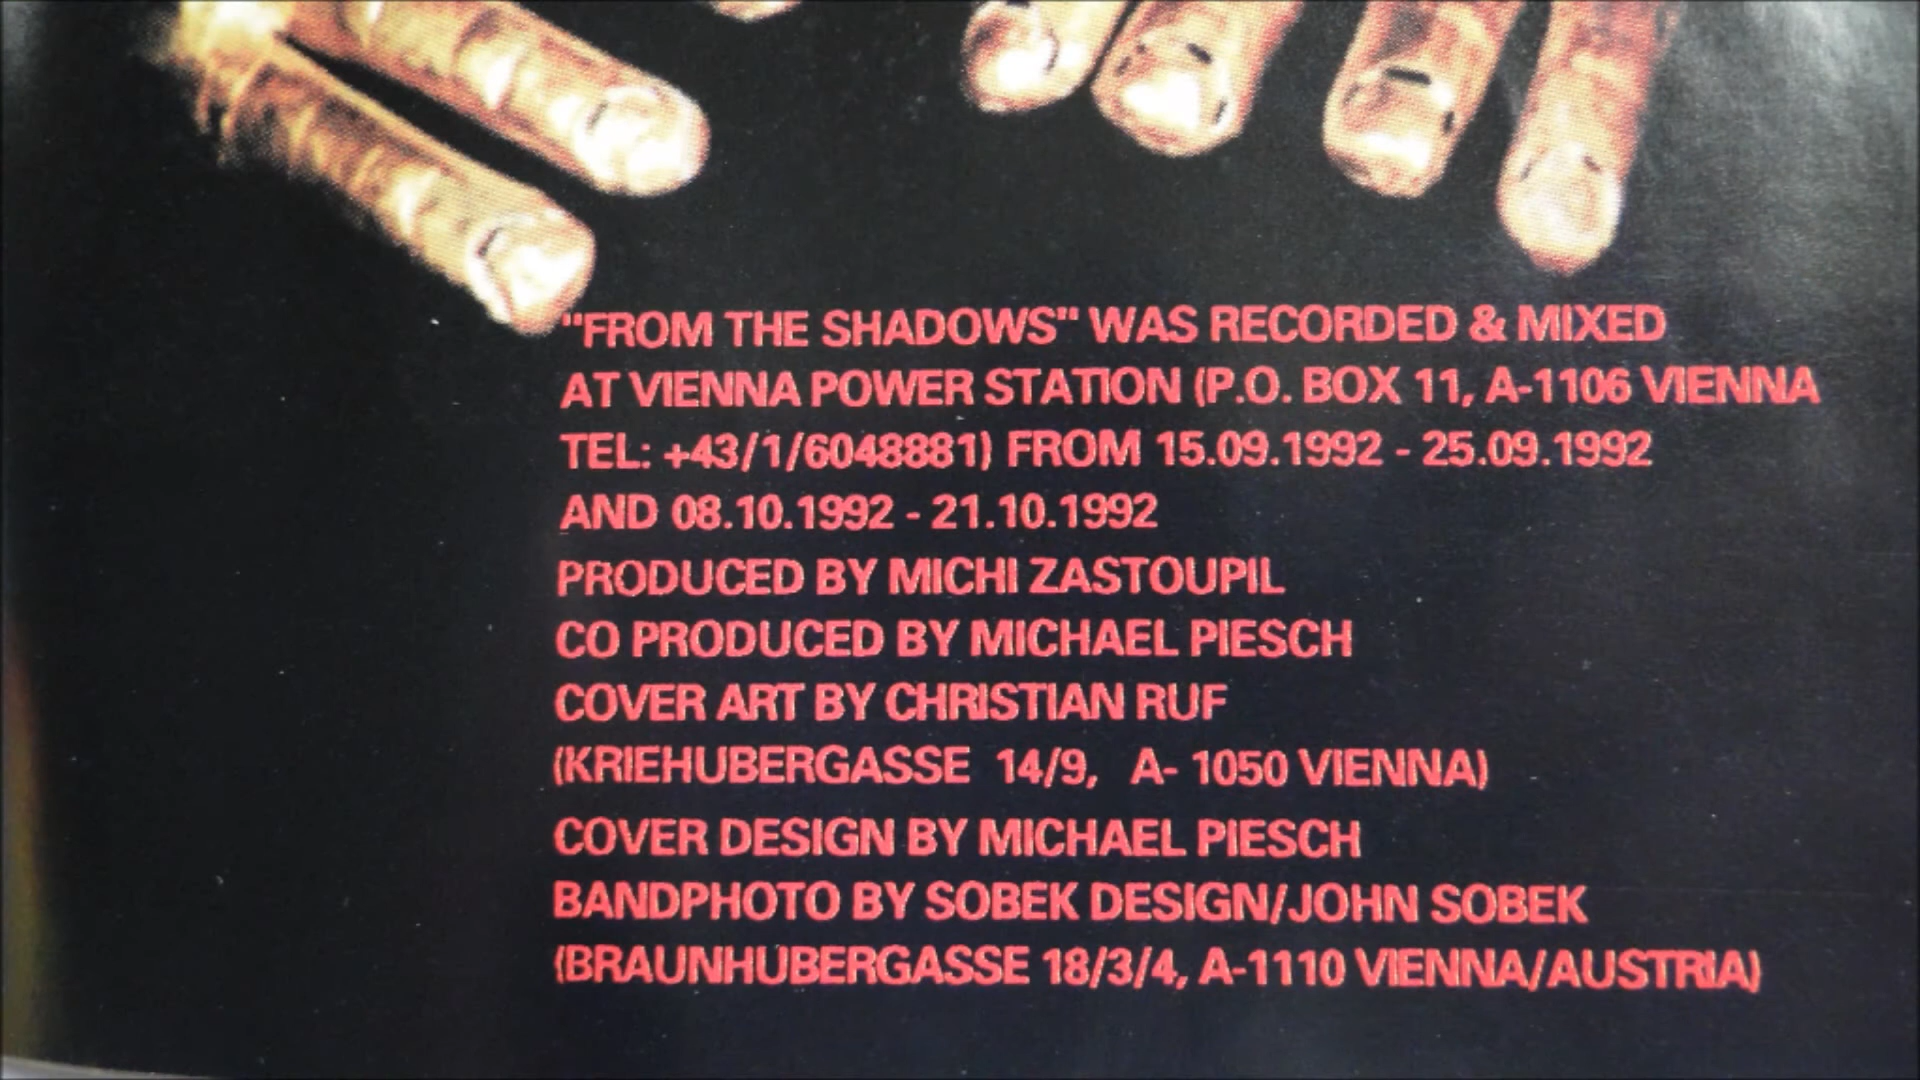 "FROM THE SHADOWS" WAS RECORDED & MIXED
AT VIENNA POWER STATION (P.O. BOX 11, A-1106 VIENNA
TEL: +43/1/6048881) FROM 15.09.1992 - 25.09.1992
AND 08.10.1992 - 21.10.1992
PRODUCED BY MICHI ZASTOUPIL
CO PRODUCED BY MICHAEL PIESCH
COVER ART BY CHRISTIAN RUF
(KRIEHUBERGASSE 14/9, A- 1050 VIENNA)
COVER DESIGN BY MICHAEL PIESCH
BANDPHOTO BY SOBEK DESIGN/JOHN SOBEK
(BRAUNHUBERGASSE 18/3/4, A-1110 VIENNA/AUSTRIA)